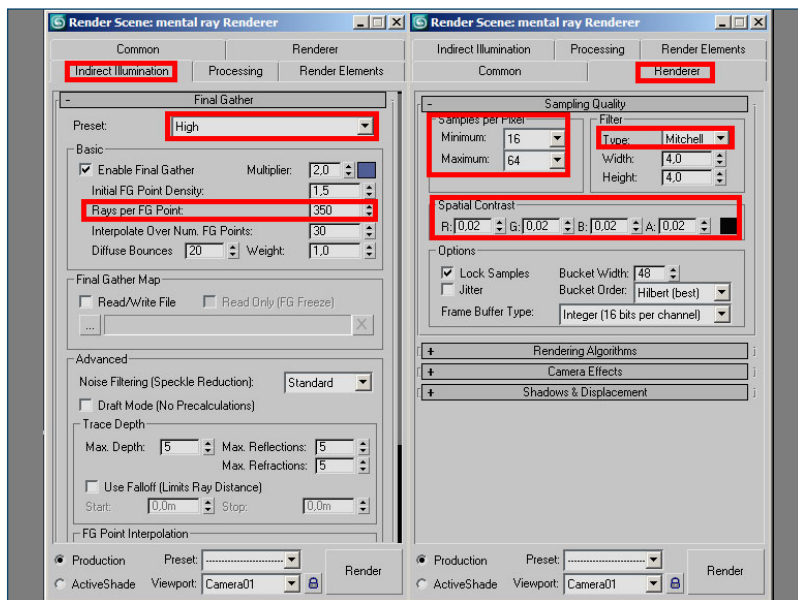 Render Scene: mental ray Renderer
Common Renderer
Indirect Illumination Processing Render Elements
- Final Gather
Preset: High
Basic
Enable Final Gather Multiplier: 2,0
Initial FG Point Density: 1,5
Rays per FG Point: 350
Interpolate Over Num. FG Points: 30
Diffuse Bounces 20 Weight: 1,0
Final Gather Map
Read/Write File Read Only (FG Freeze)
... X
Advanced
Noise Filtering (Speckle Reduction): Standard
Draft Mode (No Precalculations)
Trace Depth
Max. Depth: 5 Max. Reflections: 5
Max. Refractions: 5
Use Falloff (Limits Ray Distance)
Start: 0,0m Stop: 0,0m
FG Point Interpolation
Production Preset: -------------------------
ActiveShade Viewport: Camera01
Render
Render Scene: mental ray Renderer
Indirect Illumination Processing Render Elements
Common Renderer
- Sampling Quality
Samples per Pixel
Minimum: 16
Maximum: 64
Filter
Type: Mitchell
Width: 4,0
Height: 4,0
Spatial Contrast
R: 0,02 G: 0,02 B: 0,02 A: 0,02
Options
Lock Samples Bucket Width: 48
Jitter Bucket Order: Hilbert (best)
Frame Buffer Type: Integer (16 bits per channel)
+ Rendering Algorithms
+ Camera Effects
+ Shadows & Displacement
Production Preset: -------------------------
ActiveShade Viewport: Camera01
Render